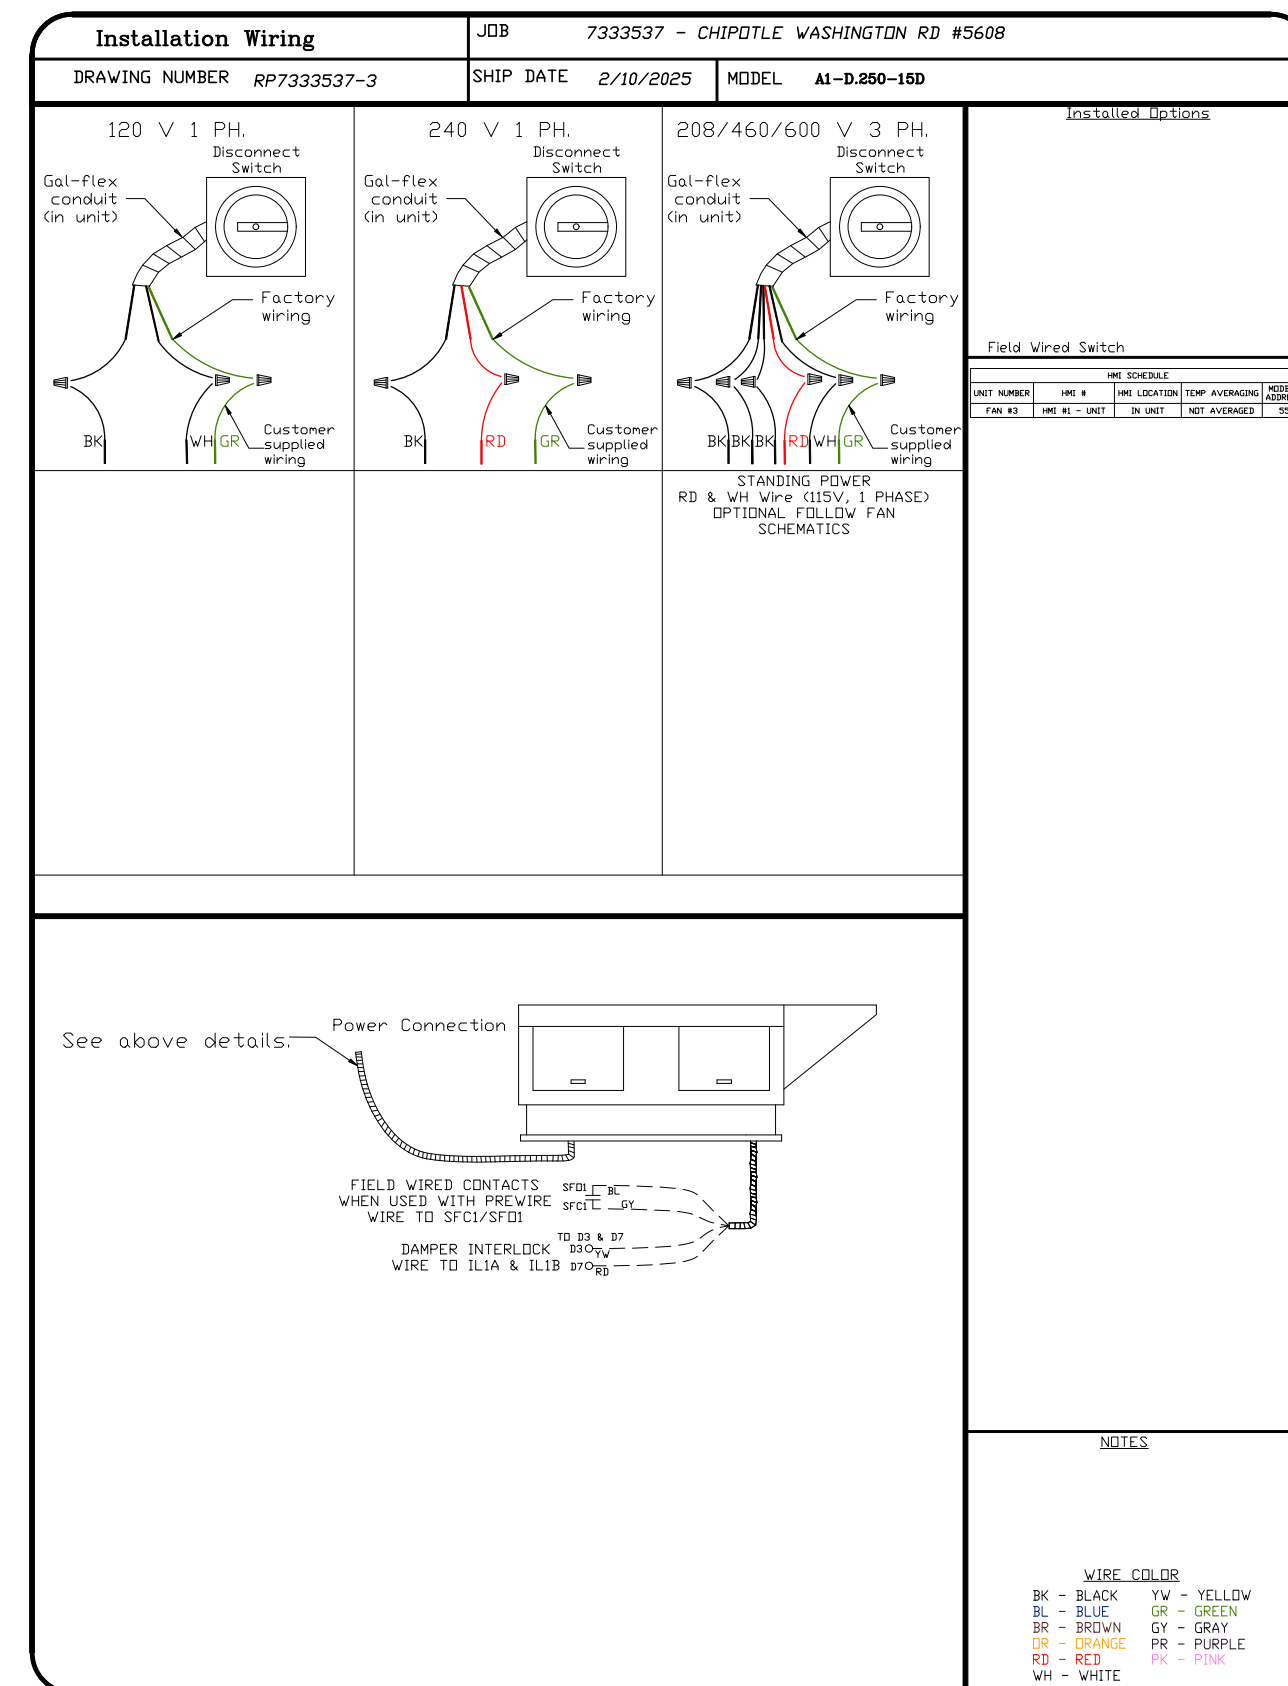 Installation Wiring
JOB 7333537 - CHIPOTLE WASHINGTON RD #5608
DRAWING NUMBER RP7333537-3
SHIP DATE 2/10/2025
MODEL A1-D.250-15D
120 V 1 PH.
Disconnect
Switch
Gal-flex
conduit
(in unit)
Factory
wiring
BK WH GR
Customer
supplied
wiring
240 V 1 PH.
Disconnect
Switch
Gal-flex
conduit
(in unit)
Factory
wiring
BK RD GR
Customer
supplied
wiring
208/460/600 V 3 PH.
Disconnect
Switch
Gal-flex
conduit
(in unit)
Factory
wiring
BK BK BK RD WH GR
Customer
supplied
wiring
STANDING POWER
RD & WH Wire (115V, 1 PHASE)
OPTIONAL FOLLOW FAN
SCHEMATICS
Installed Options
Field Wired Switch
HMI SCHEDULE
UNIT NUMBER HMI # HMI LOCATION TEMP AVERAGING
FAN #3 HMI #1 - UNIT IN UNIT NOT AVERAGED 55
See above details.
Power Connection
FIELD WIRED CONTACTS
WHEN USED WITH PREWIRE
WIRE TO SFC1/SFO1
SFO1 BL
SFC1 GY
TO D3 & D7
DAMPER INTERLOCK
WIRE TO IL1A & IL1B
D3 YW
D7 RD
NOTES
WIRE COLOR
BK - BLACK YW - YELLOW
BL - BLUE GR - GREEN
BR - BROWN GY - GRAY
OR - ORANGE PR - PURPLE
RD - RED PK - PINK
WH - WHITE